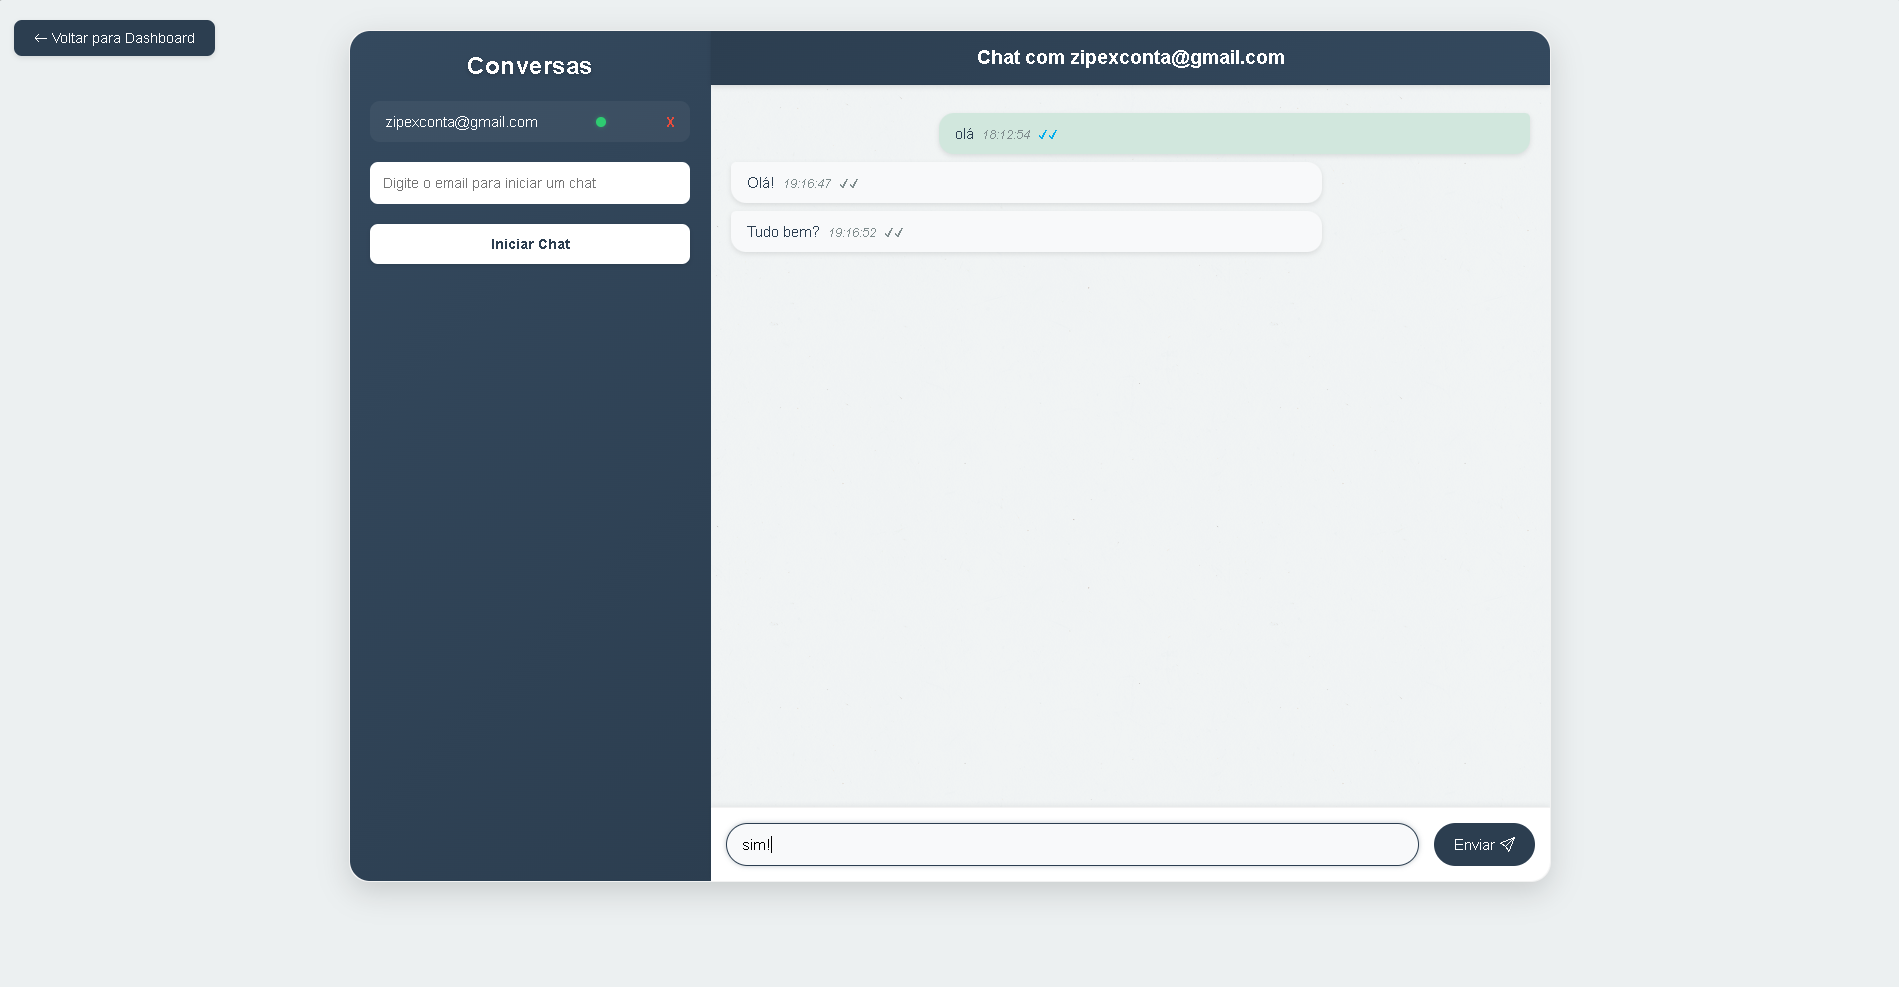 ← Voltar para Dashboard
Conversas
zipexconta@gmail.com X
Digite o email para iniciar um chat
Iniciar Chat
Chat com zipexconta@gmail.com
olá 18:12:54 ✓✓
Olá! 19:16:47 ✓✓
Tudo bem? 19:16:52 ✓✓
sim!
Enviar